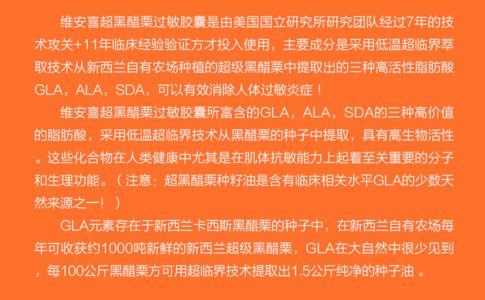 维安喜超黑醋栗过敏胶囊是由美国国立研究所研究团队经过7年的技
术攻关+11年临床经验验证方才投入使用，主要成分是采用低温超临界萃
取技术从新西兰自有农场种植的超级黑醋栗中提取出的三种高活性脂肪酸
GLA，ALA，SDA，可以有效消除人体过敏炎症！
维安喜超黑醋栗过敏胶囊所富含的GLA，ALA，SDA的三种高价值
的脂肪酸，采用低温超临界技术从黑醋栗的种子中提取，具有高生物活性
。这些化合物在人类健康中尤其是在肌体抗敏能力上起着至关重要的分子
和生理功能。（注意：超黑醋栗种籽油是含有临床相关水平GLA的少数天
然来源之一！）
GLA元素存在于新西兰卡西斯黑醋栗的种子中，在新西兰自有农场每
年可收获约1000吨新鲜的新西兰超级黑醋栗，GLA在大自然中很少见到
，每100公斤黑醋栗方可用超临界技术提取出1.5公斤纯净的种子油 。